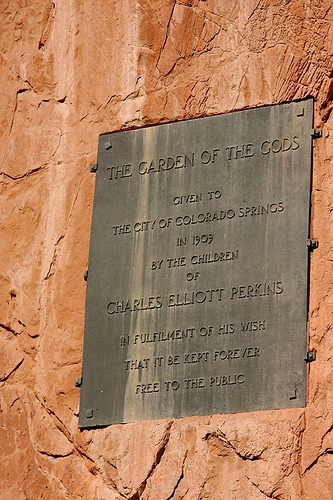 THE GARDEN OF THE GODS
GIVEN TO
THE CITY OF COLORADO SPRINGS
IN 1909
BY THE CHILDREN
OF
CHARLES ELLIOTT PERKINS
IN FULFILMENT OF HIS WISH
THAT IT BE KEPT FOREVER
FREE TO THE PUBLIC